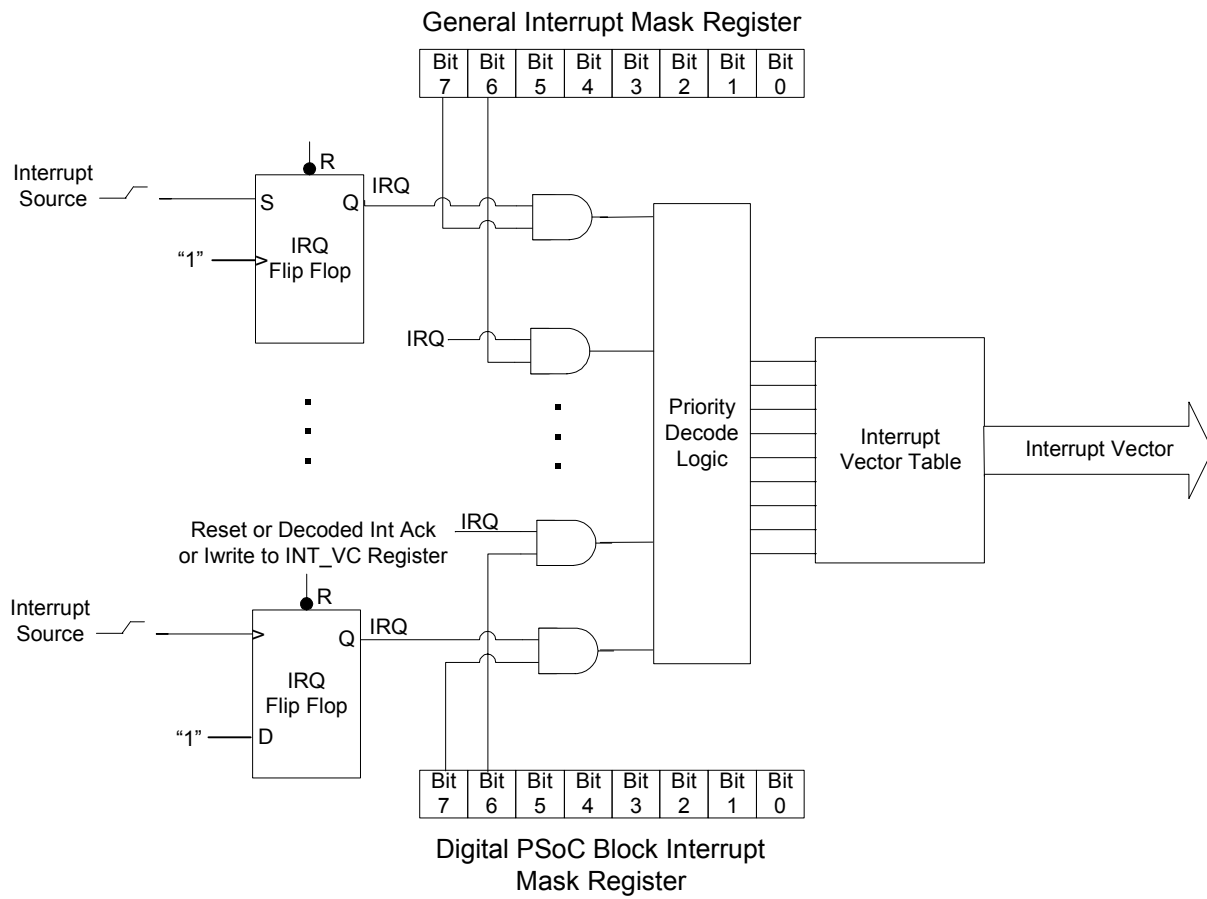 General Interrupt Mask Register
Bit 7 Bit 6 Bit 5 Bit 4 Bit 3 Bit 2 Bit 1 Bit 0
R
Interrupt
Source
S
Q
IRQ
IRQ
Flip Flop
“1”
IRQ
Priority
Decode
Logic
Interrupt
Vector Table
Interrupt Vector
Reset or Decoded Int Ack
or Iwrite to INT_VC Register
IRQ
R
Interrupt
Source
Q
IRQ
IRQ
Flip Flop
“1”
D
Bit 7 Bit 6 Bit 5 Bit 4 Bit 3 Bit 2 Bit 1 Bit 0
Digital PSoC Block Interrupt
Mask Register